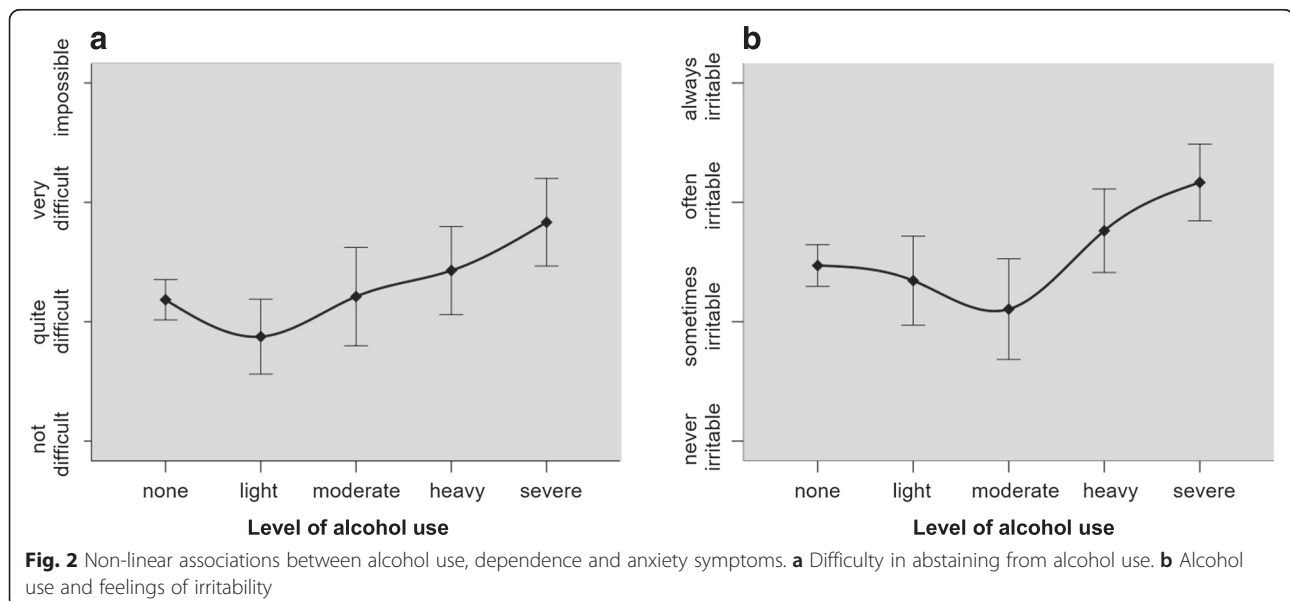 a
impossible
very
difficult
quite
difficult
not
difficult
none light moderate heavy severe
Level of alcohol use
b
always
irritable
often
irritable
sometimes
irritable
never
irritable
none light moderate heavy severe
Level of alcohol use
Fig. 2 Non-linear associations between alcohol use, dependence and anxiety symptoms. a Difficulty in abstaining from alcohol use. b Alcohol
use and feelings of irritability